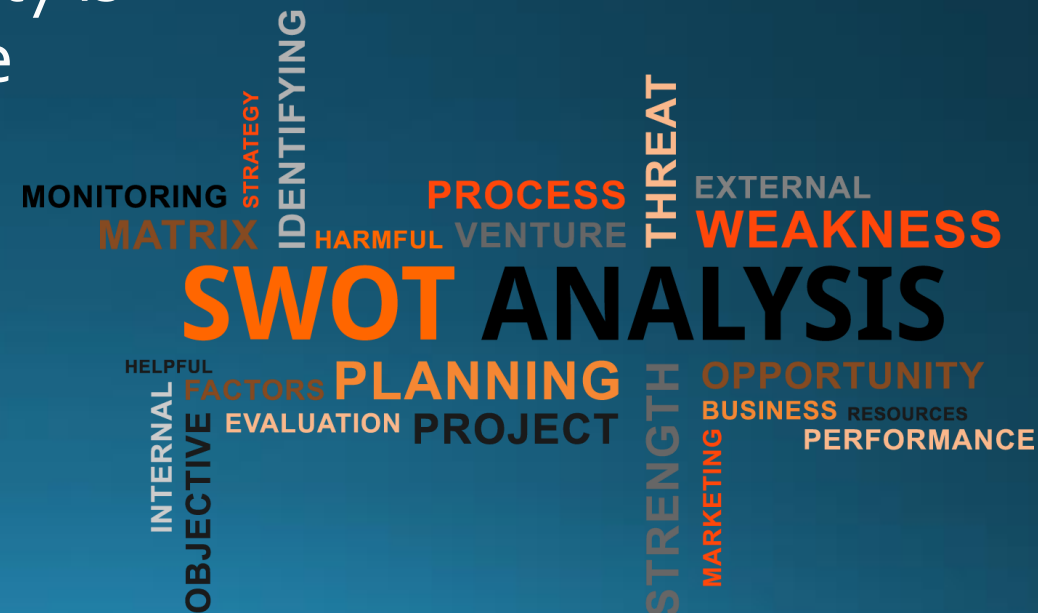 e
IDENTIFYING
STRATEGY
THREAT
MONITORING
PROCESS
EXTERNAL
MATRIX
HARMFUL
VENTURE
WEAKNESS
SWOT ANALYSIS
HELPFUL
INTERNAL
FACTORS
PLANNING
STRENGTH
OPPORTUNITY
OBJECTIVE
EVALUATION
PROJECT
BUSINESS
RESOURCES
MARKETING
PERFORMANCE